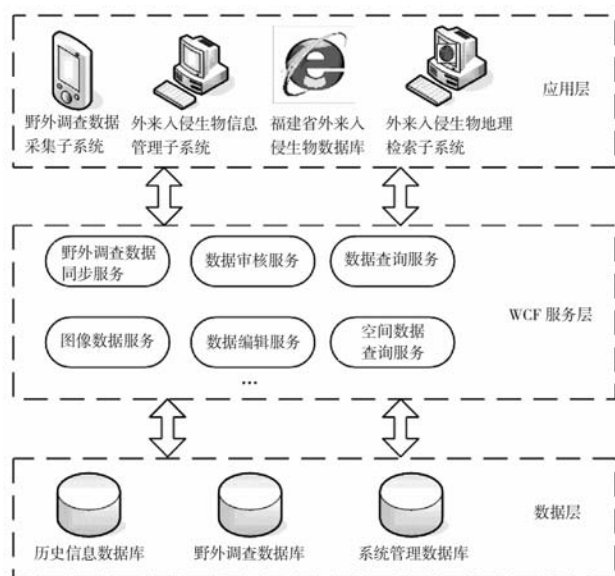 应用层
野外调查数据
采集子系统
外来入侵生物信息
管理子系统
福建省外来入
侵生物数据库
外来入侵生物地理
检索子系统
野外调查数据
同步服务
数据审核服务
数据查询服务
WCF 服务层
图像数据服务
数据编辑服务
空间数据
查询服务
…
数据层
历史信息数据库
野外调查数据库
系统管理数据库